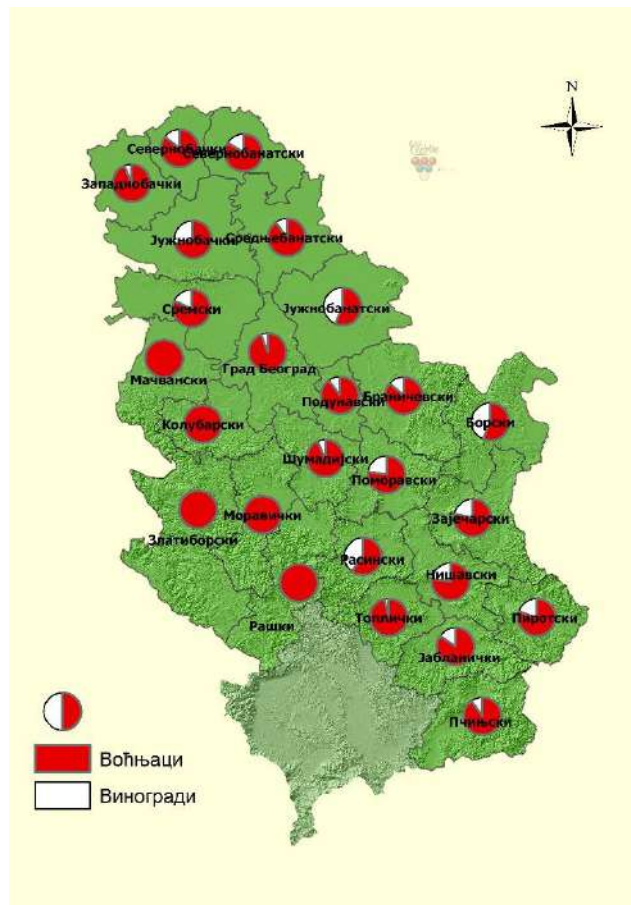 N
Севернобачки
Севернобанатски
Западнобачки
Јужнобачки
Средњебанатски
Сремски
Јужнобанатски
Мачвански
Град Београд
Подунавски
Браничевски
Колубарски
Борски
Шумадијски
Поморавски
Златиборски
Моравички
Зајечарски
Расински
Нишавски
Рашки
Топлички
Пиротски
Јабланички
Пчињски
Воћњаци
Виногради